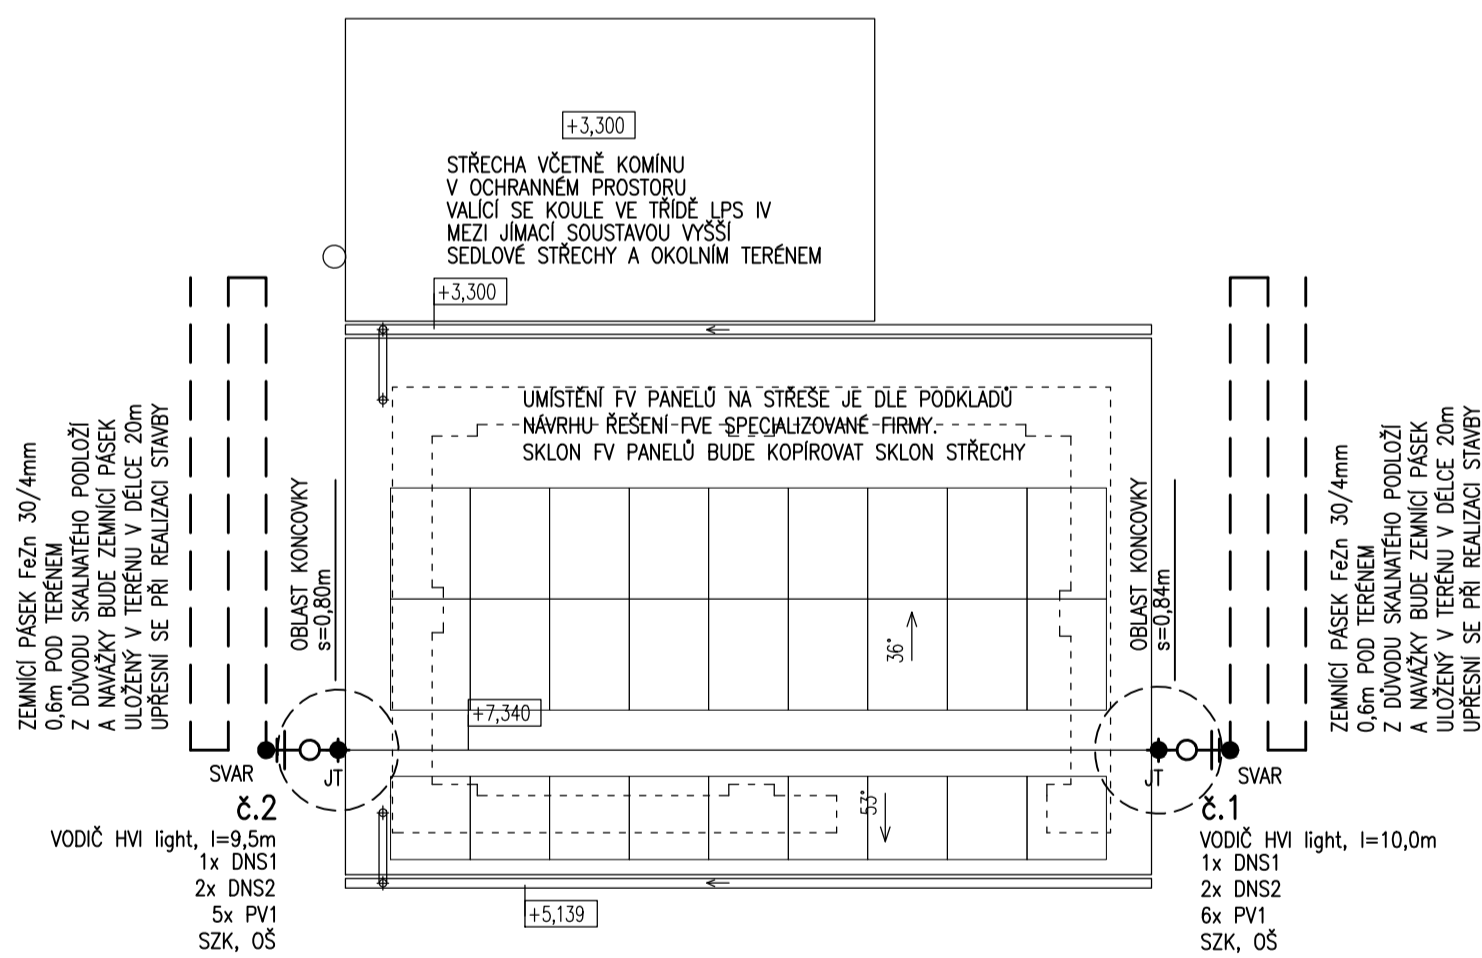 +3,300
STŘECHA VČETNĚ KOMÍNU
V OCHRANNÉM PROSTORU
VALÍCÍ SE KOULE VE TŘÍDĚ LPS IV
MEZI JÍMACÍ SOUSTAVOU VYŠŠÍ
SEDLOVÉ STŘECHY A OKOLNÍM TERÉNEM
+3,300
UMÍSTĚNÍ FV PANELŮ NA STŘEŠE JE DLE PODKLADŮ
NÁVRHU ŘEŠENÍ FVE SPECIALIZOVANÉ FIRMY.
SKLON FV PANELŮ BUDE KOPÍROVAT SKLON STŘECHY
ZEMNÍCÍ PÁSEK FeZn 30/4mm
0,6m POD TERÉNEM
Z DŮVODU SKALNATÉHO PODLOŽÍ
A NAVÁŽKY BUDE ZEMNÍCÍ PÁSEK
ULOŽENÝ V TERÉNU V DÉLCE 20m
UPŘESNÍ SE PŘI REALIZACI STAVBY
OBLAST KONCOVKY
s=0,80m
OBLAST KONCOVKY
s=0,84m
ZEMNÍCÍ PÁSEK FeZn 30/4mm
0,6m POD TERÉNEM
Z DŮVODU SKALNATÉHO PODLOŽÍ
A NAVÁŽKY BUDE ZEMNÍCÍ PÁSEK
ULOŽENÝ V TERÉNU V DÉLCE 20m
UPŘESNÍ SE PŘI REALIZACI STAVBY
36°
+7,340
53°
SVAR
JT
JT
SVAR
č.2
VODIČ HVI light, l=9,5m
1x DNS1
2x DNS2
5x PV1
SZK, OŠ
č.1
VODIČ HVI light, l=10,0m
1x DNS1
2x DNS2
6x PV1
SZK, OŠ
+5,139